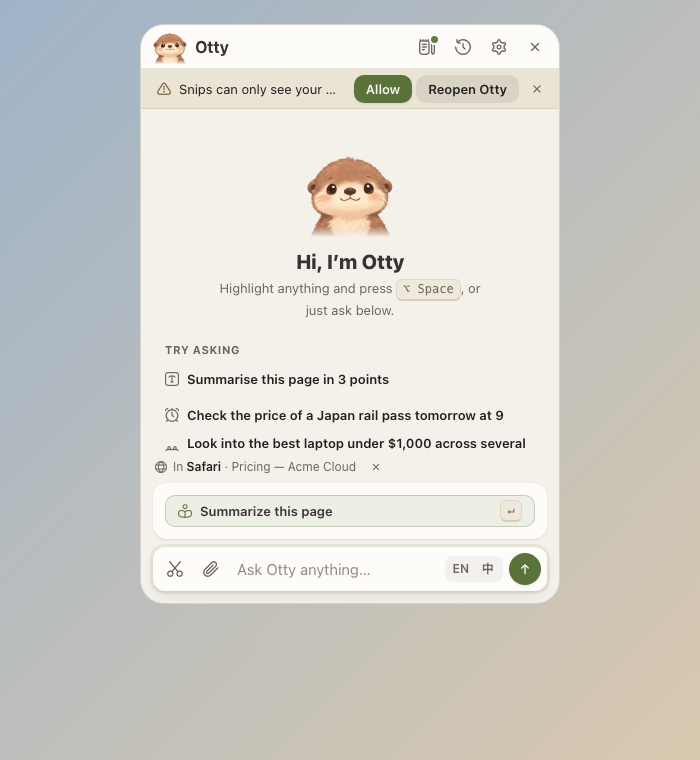 Otty
Snips can only see your ...
Allow
Reopen Otty
Hi, I'm Otty
Highlight anything and press ⌥ Space, or
just ask below.
TRY ASKING
Summarise this page in 3 points
Check the price of a Japan rail pass tomorrow at 9
Look into the best laptop under $1,000 across several
In Safari · Pricing — Acme Cloud
Summarize this page
Ask Otty anything...
EN 中